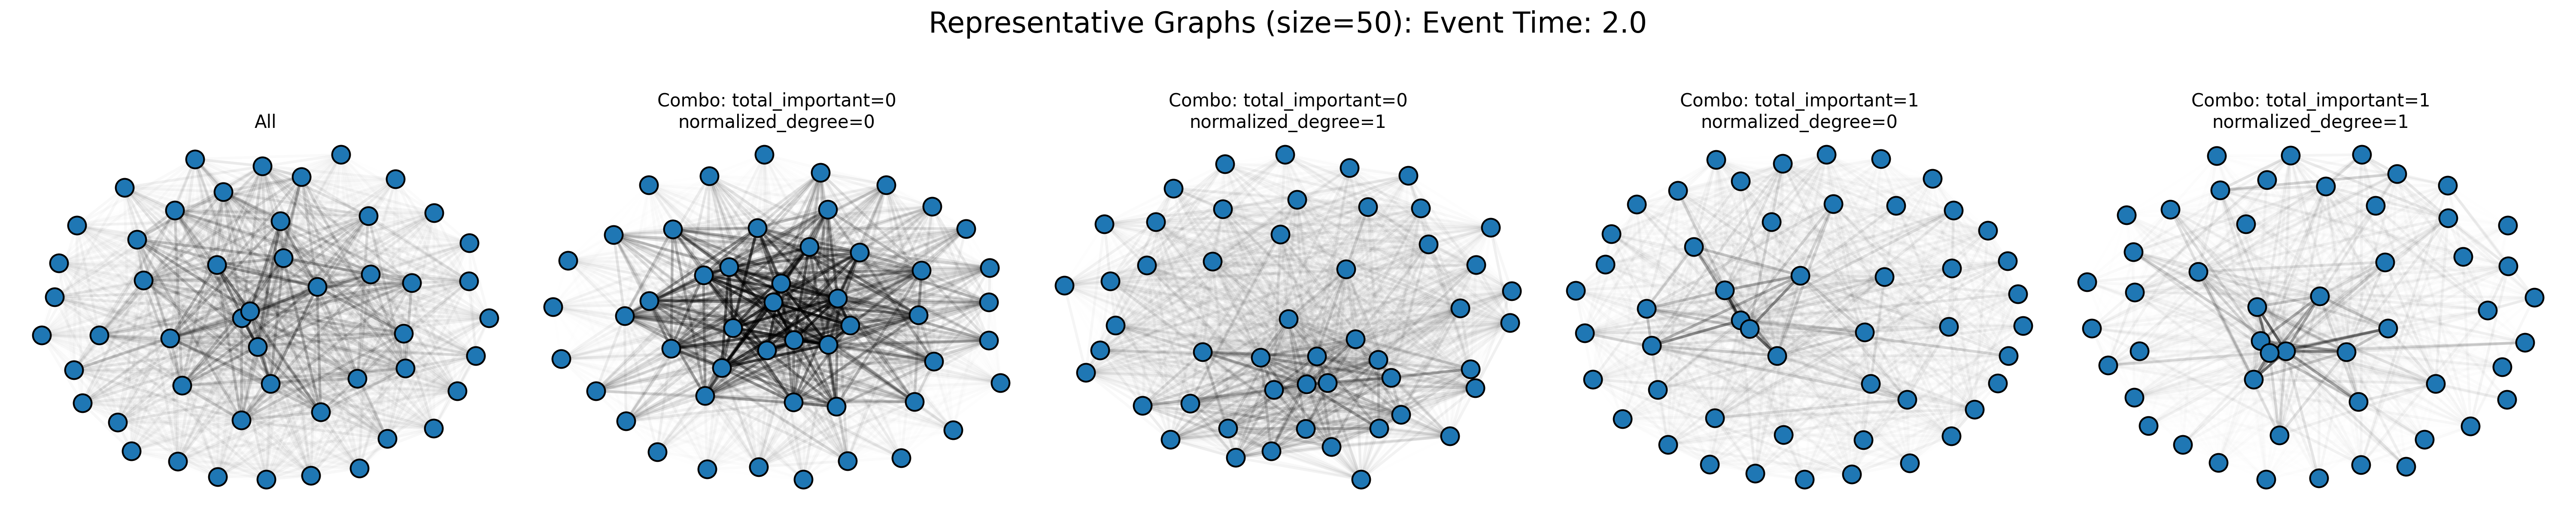 Representative Graphs (size=50): Event Time: 2.0
All
Combo: total_important=0
normalized_degree=0
Combo: total_important=0
normalized_degree=1
Combo: total_important=1
normalized_degree=0
Combo: total_important=1
normalized_degree=1